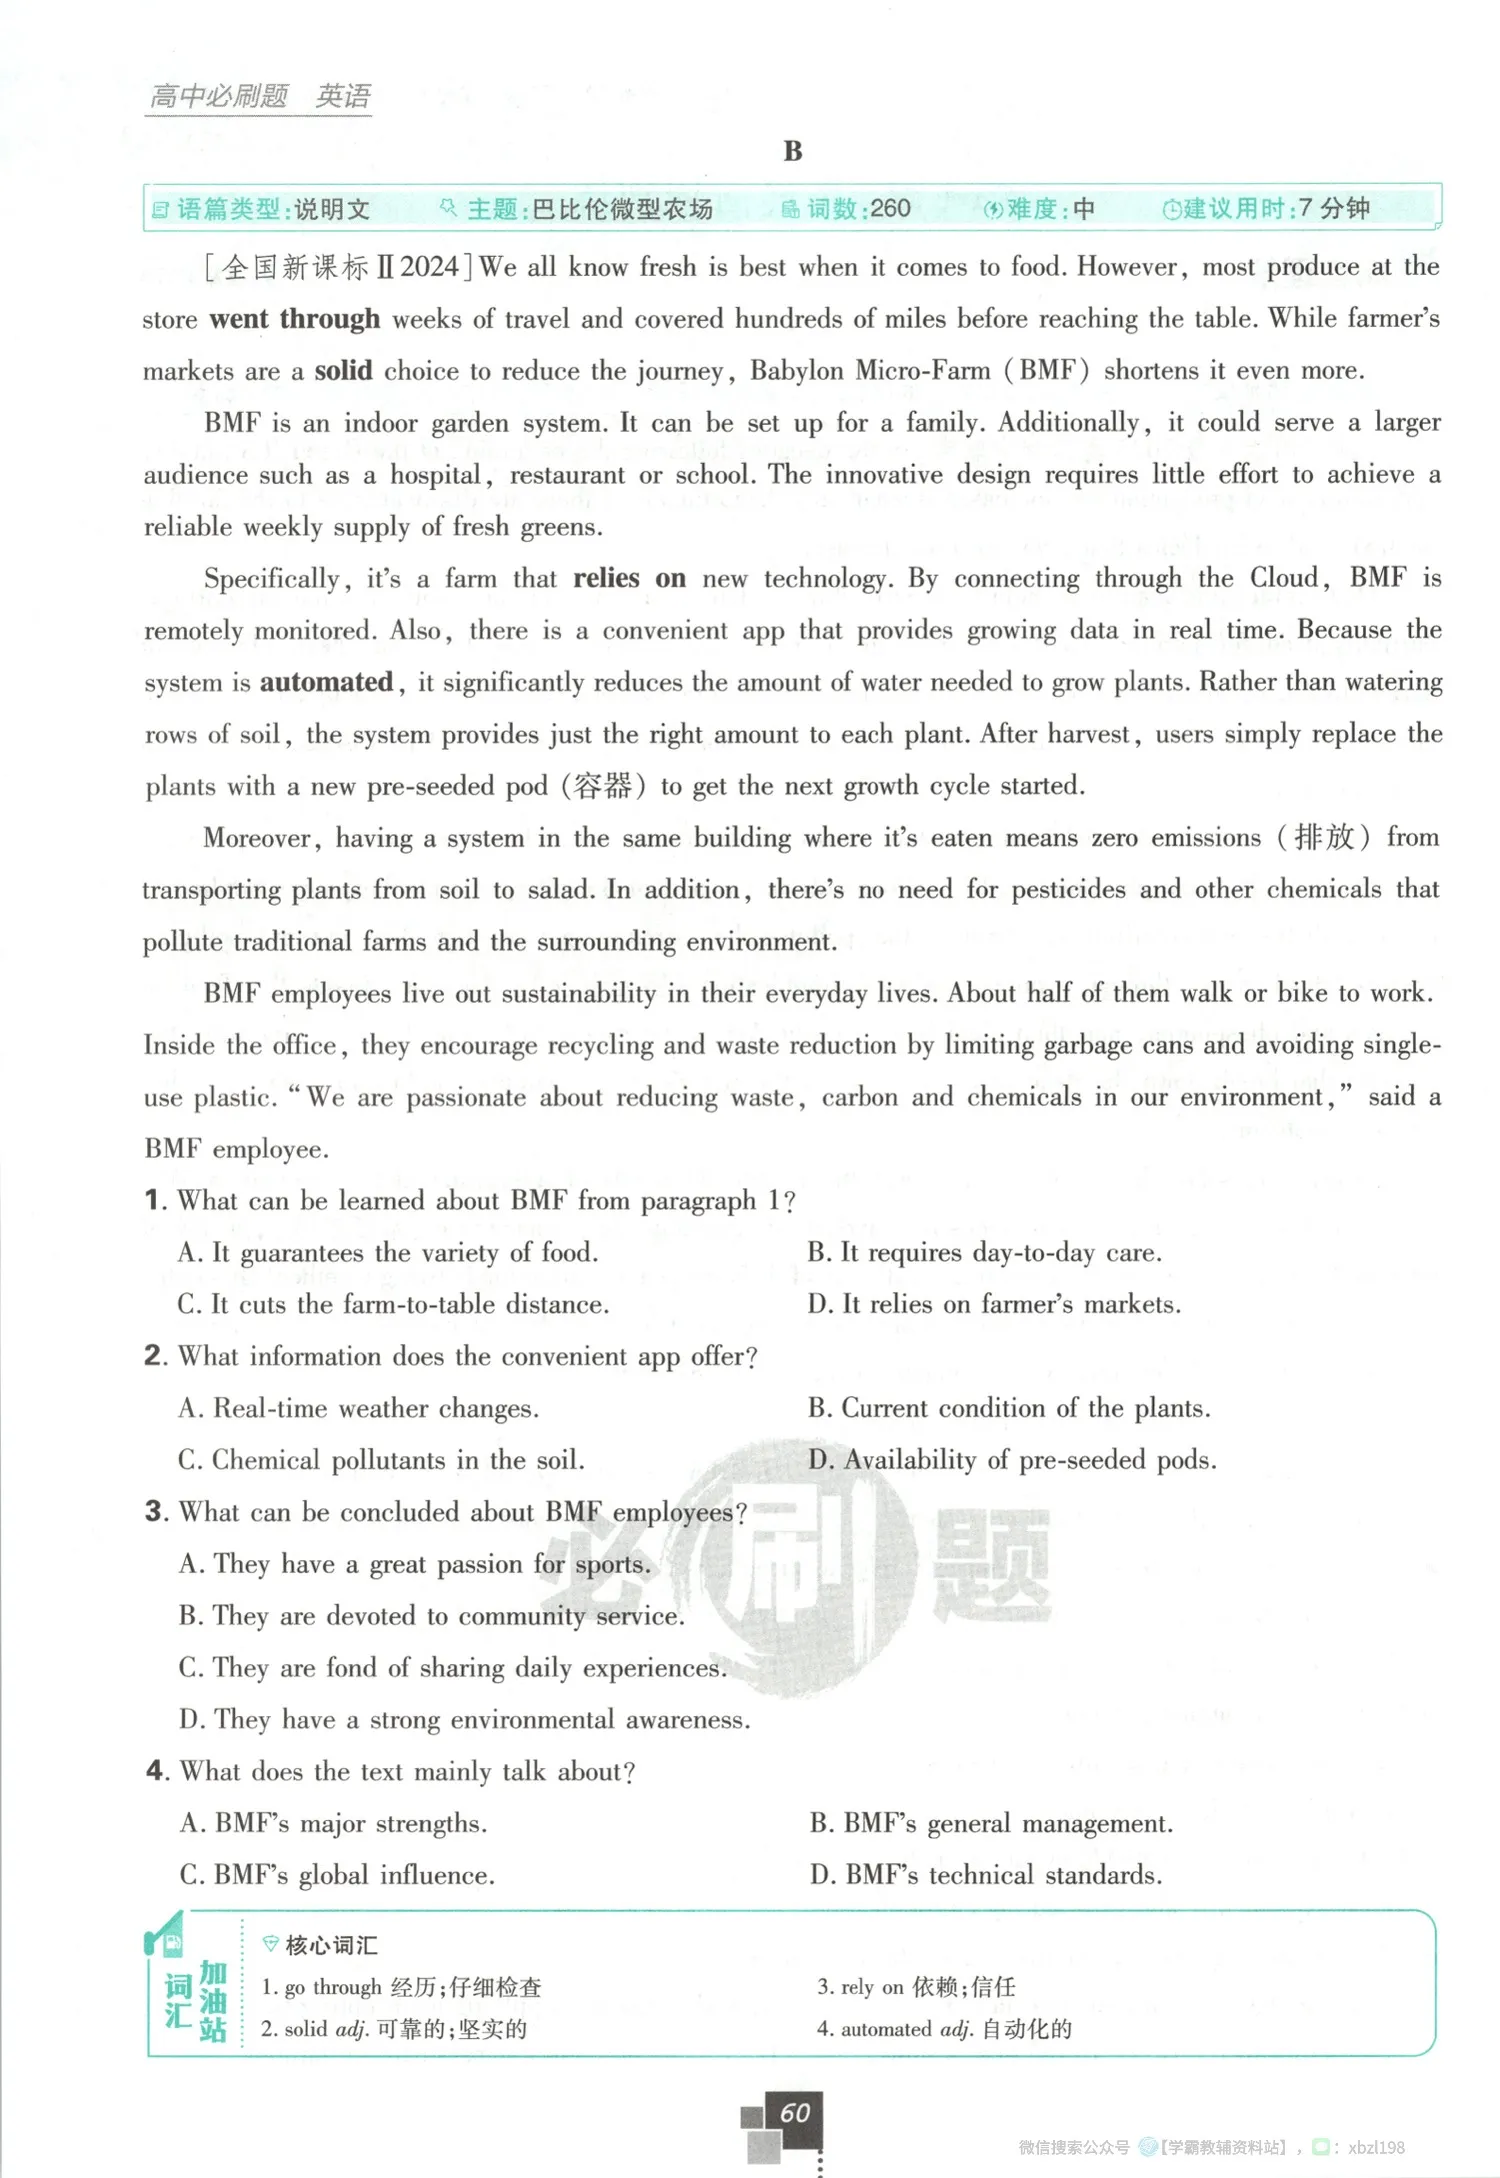 高中必刷题 英语
B
语篇类型:说明文 主题:巴比伦微型农场 词数:260 难度:中 建议用时:7分钟
[全国新课标Ⅱ2024]We all know fresh is best when it comes to food. However, most produce at the
store went through weeks of travel and covered hundreds of miles before reaching the table. While farmer's
markets are a solid choice to reduce the journey, Babylon Micro-Farm (BMF) shortens it even more.
BMF is an indoor garden system. It can be set up for a family. Additionally, it could serve a larger
audience such as a hospital, restaurant or school. The innovative design requires little effort to achieve a
reliable weekly supply of fresh greens.
Specifically, it's a farm that relies on new technology. By connecting through the Cloud, BMF is
remotely monitored. Also, there is a convenient app that provides growing data in real time. Because the
system is automated, it significantly reduces the amount of water needed to grow plants. Rather than watering
rows of soil, the system provides just the right amount to each plant. After harvest, users simply replace the
plants with a new pre-seeded pod (容器) to get the next growth cycle started.
Moreover, having a system in the same building where it's eaten means zero emissions (排放) from
transporting plants from soil to salad. In addition, there's no need for pesticides and other chemicals that
pollute traditional farms and the surrounding environment.
BMF employees live out sustainability in their everyday lives. About half of them walk or bike to work.
Inside the office, they encourage recycling and waste reduction by limiting garbage cans and avoiding single-
use plastic. “We are passionate about reducing waste, carbon and chemicals in our environment,” said a
BMF employee.
1. What can be learned about BMF from paragraph 1?
A. It guarantees the variety of food. B. It requires day-to-day care.
C. It cuts the farm-to-table distance. D. It relies on farmer's markets.
2. What information does the convenient app offer?
A. Real-time weather changes. B. Current condition of the plants.
C. Chemical pollutants in the soil. D. Availability of pre-seeded pods.
3. What can be concluded about BMF employees?
A. They have a great passion for sports.
B. They are devoted to community service.
C. They are fond of sharing daily experiences.
D. They have a strong environmental awareness.
必刷题
4. What does the text mainly talk about?
A. BMF's major strengths. B. BMF's general management.
C. BMF's global influence. D. BMF's technical standards.
词汇加油站
核心词汇
1. go through 经历;仔细检查 3. rely on 依赖;信任
2. solid adj. 可靠的;坚实的 4. automated adj. 自动化的
60
微信搜索公众号【学霸教辅资料站】, : xbzl198